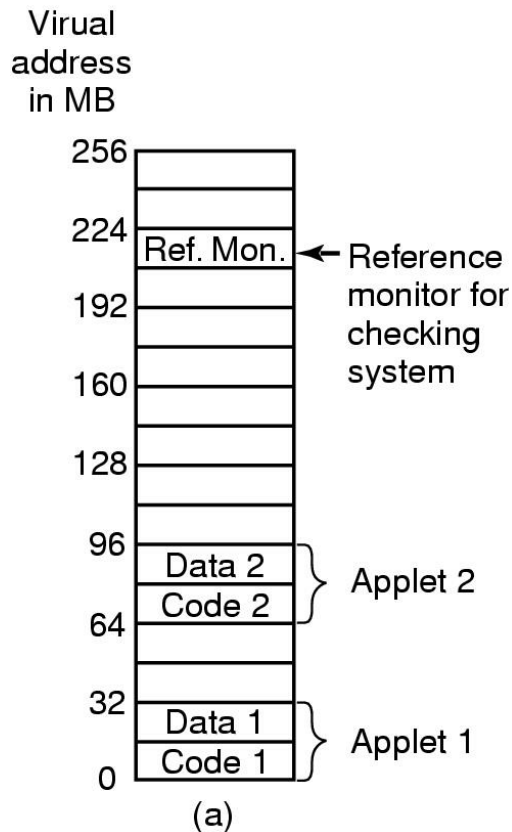 Virual
address
in MB
256
224
Ref. Mon.
Reference
monitor for
checking
system
192
160
128
96
Data 2
Applet 2
Code 2
64
32
Data 1
Applet 1
Code 1
0
(a)